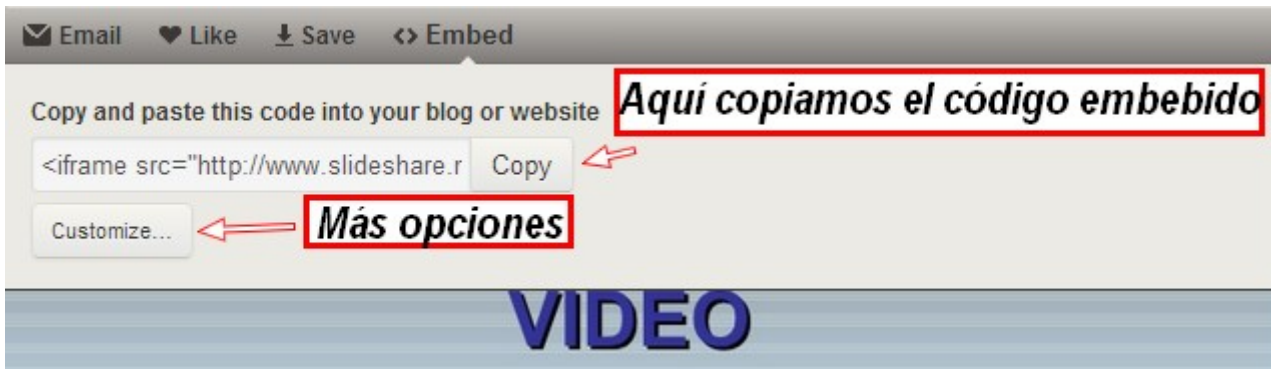 Email Like Save <> Embed
Copy and paste this code into your blog or website
Aquí copiamos el código embebido
<iframe src="http://www.slideshare.r Copy
Customize...
Más opciones
VIDEO